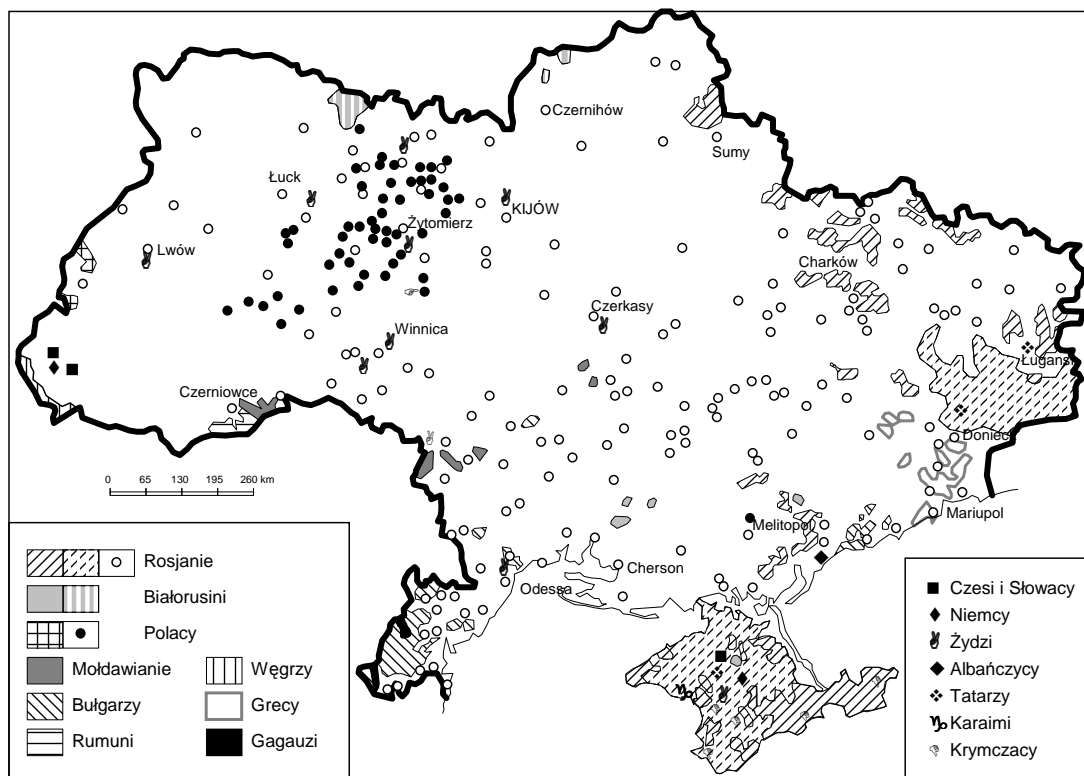 Czernihów
Sumy
Łuck
KIJÓW
Żytomierz
Lwów
Charków
Czerkasy
Winnica
Ługańsk
Czerniowce
Donieck
0 65 130 195 260 km
Mariupol
Melitopol
Cherson
Odessa
Rosjanie
Białorusini
Polacy
Mołdawianie
Węgrzy
Bułgarzy
Grecy
Rumuni
Gagauzi
Czesi i Słowacy
Niemcy
Żydzi
Albańczycy
Tatarzy
Karaimi
Krymczacy